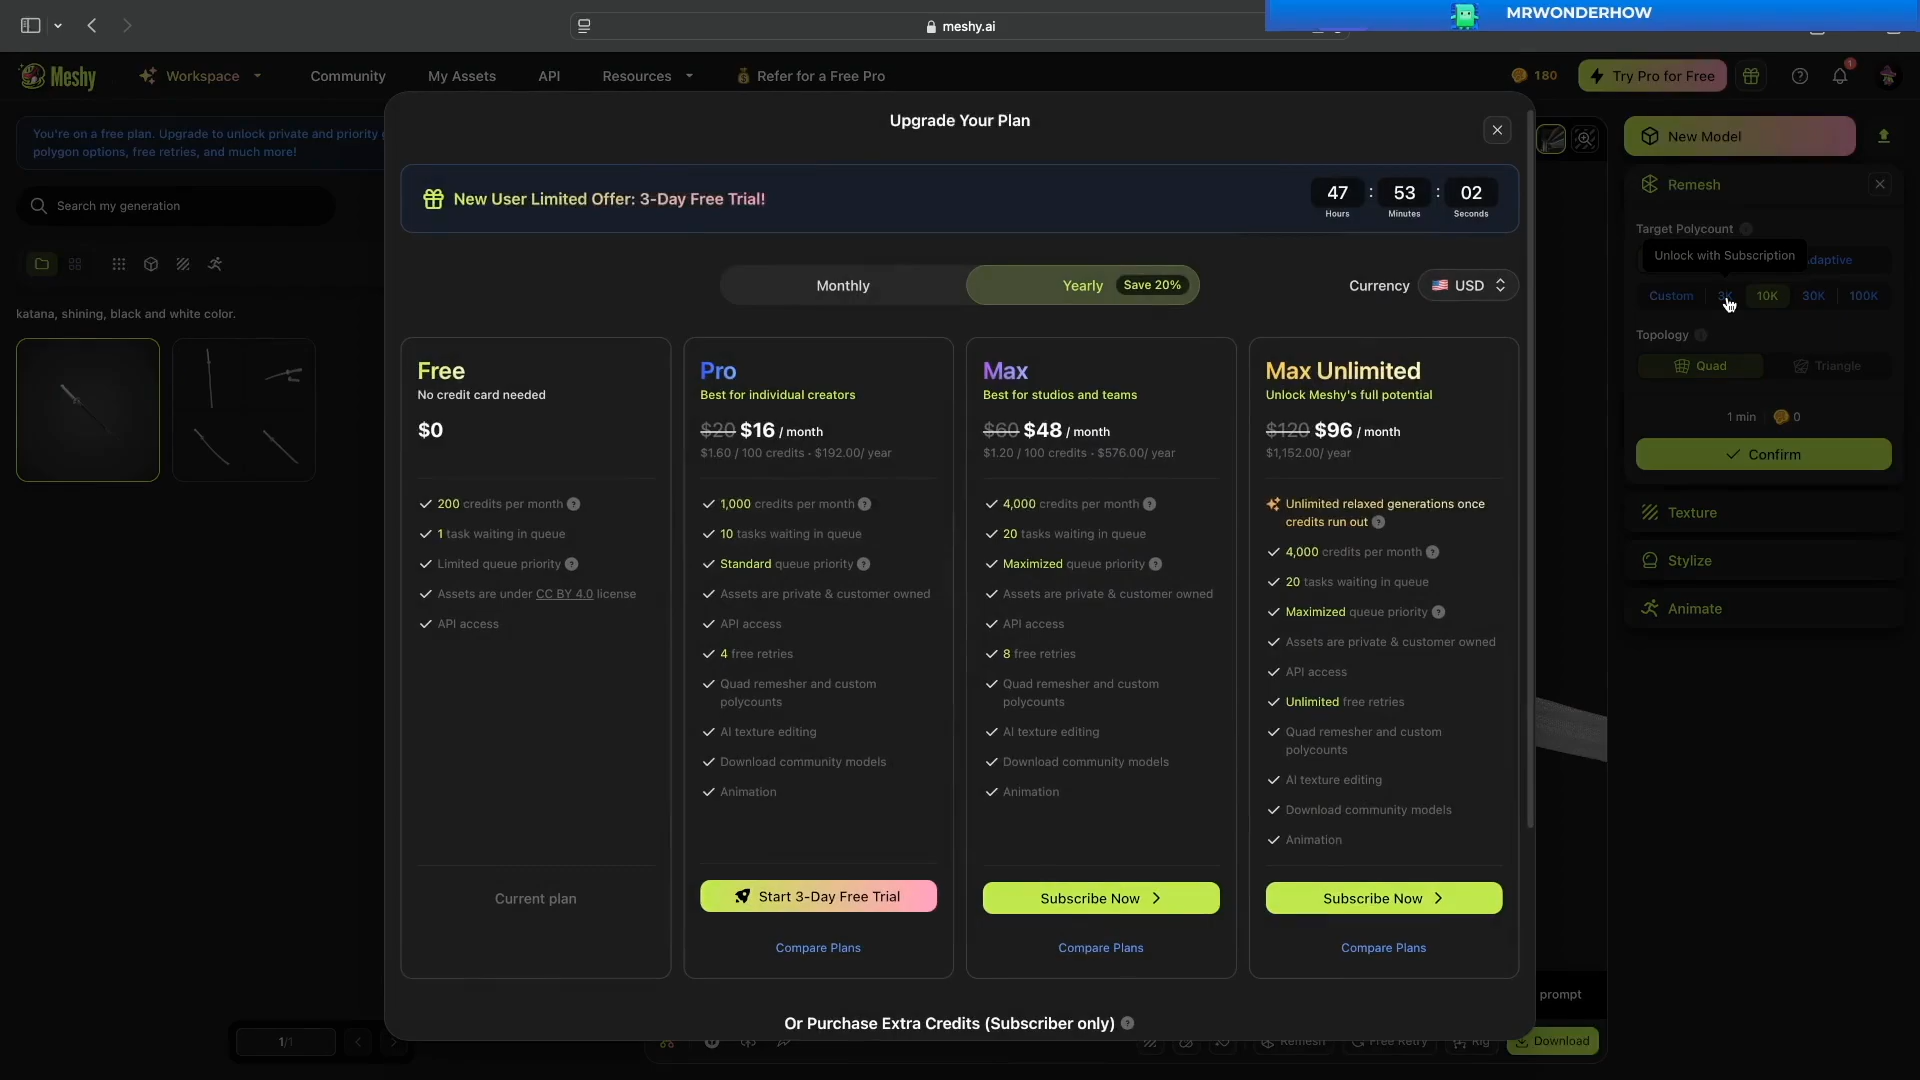 meshy.ai
MRWONDERHOW
Meshy
Workspace
Community
My Assets
API
Resources
Refer for a Free Pro
180
Try Pro for Free
1
You're on a free plan. Upgrade to unlock private and priority
polygon options, free retries, and much more!
Search my generation
katana, shining, black and white color.
1/1
Upgrade Your Plan
New User Limited Offer: 3-Day Free Trial!
47 : 53 : 02
Hours Minutes Seconds
Monthly
Yearly
Save 20%
Currency
USD
Free
No credit card needed
$0
200 credits per month
1 task waiting in queue
Limited queue priority
Assets are under CC BY 4.0 license
API access
Current plan
Pro
Best for individual creators
$20 $16 / month
$1.60 / 100 credits · $192.00/ year
1,000 credits per month
10 tasks waiting in queue
Standard queue priority
Assets are private & customer owned
API access
4 free retries
Quad remesher and custom
polycounts
AI texture editing
Download community models
Animation
Start 3-Day Free Trial
Compare Plans
Max
Best for studios and teams
$60 $48 / month
$1.20 / 100 credits · $576.00/ year
4,000 credits per month
20 tasks waiting in queue
Maximized queue priority
Assets are private & customer owned
API access
8 free retries
Quad remesher and custom
polycounts
AI texture editing
Download community models
Animation
Subscribe Now
Compare Plans
Max Unlimited
Unlock Meshy's full potential
$120 $96 / month
$1,152.00/ year
Unlimited relaxed generations once
credits run out
4,000 credits per month
20 tasks waiting in queue
Maximized queue priority
Assets are private & customer owned
API access
Unlimited free retries
Quad remesher and custom
polycounts
AI texture editing
Download community models
Animation
Subscribe Now
Compare Plans
Or Purchase Extra Credits (Subscriber only)
New Model
Remesh
Target Polycount
Unlock with Subscription
Adaptive
Custom
3K
10K
30K
100K
Topology
Quad
Triangle
1 min
0
Confirm
Texture
Stylize
Animate
prompt
Remesh
Free Retry
Rig
Download